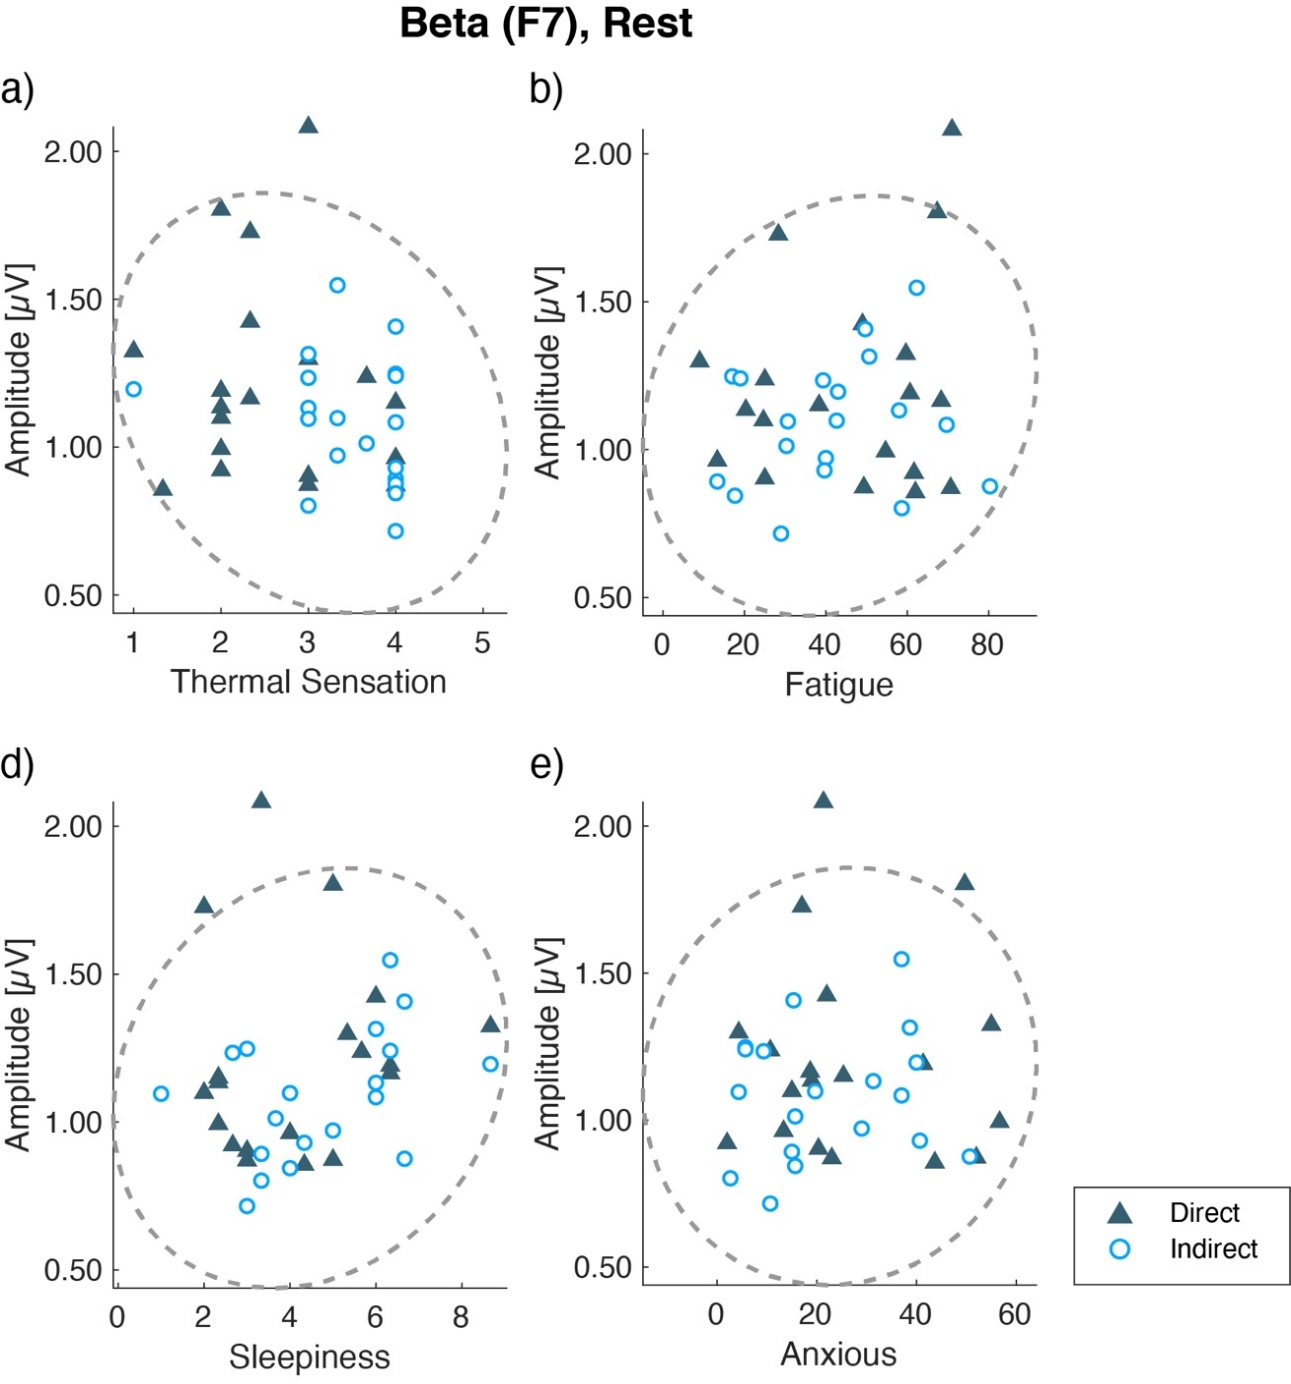 Beta (F7), Rest
a)
b)
Amplitude [µV]
2.00
1.50
1.00
0.50
1 2 3 4 5
Thermal Sensation
Amplitude [µV]
2.00
1.50
1.00
0.50
0 20 40 60 80
Fatigue
d)
e)
Amplitude [µV]
2.00
1.50
1.00
0.50
0 2 4 6 8
Sleepiness
Amplitude [µV]
2.00
1.50
1.00
0.50
0 20 40 60
Anxious
Direct
Indirect